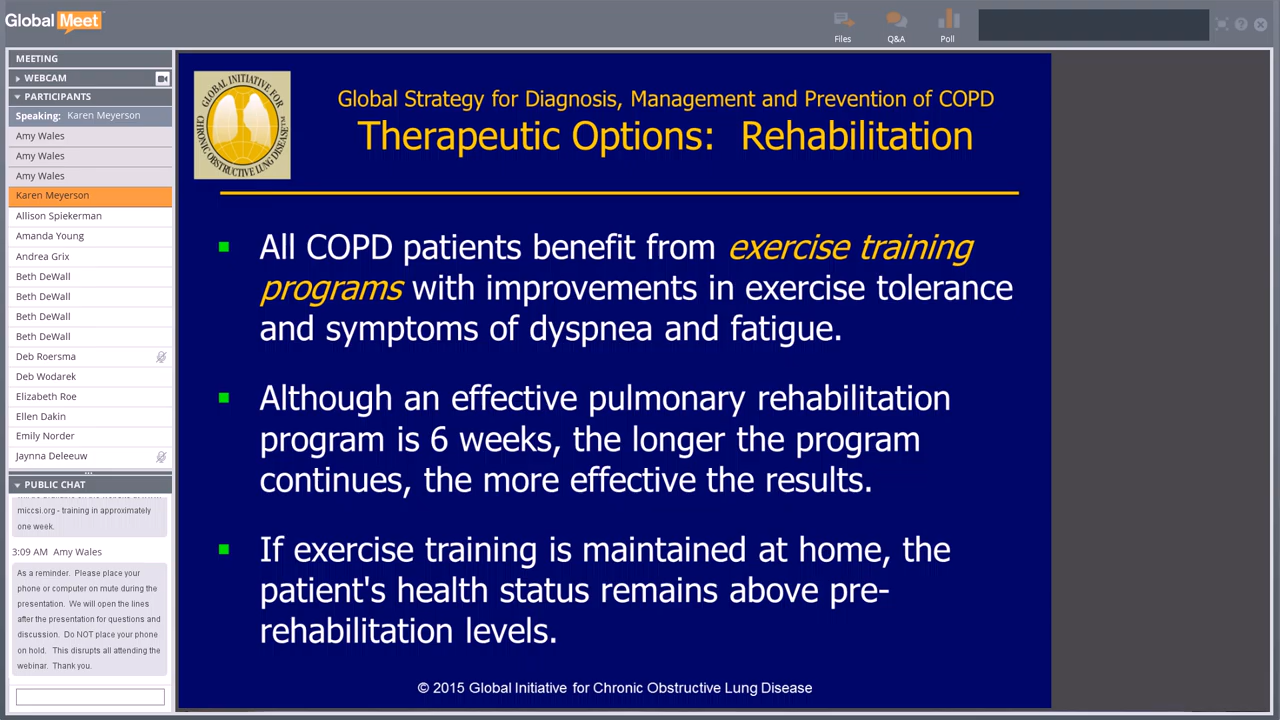 Global Meet
Files
Q&A
Poll
MEETING
WEBCAM
PARTICIPANTS
Speaking: Karen Meyerson
Amy Wales
Amy Wales
Amy Wales
Karen Meyerson
Allison Spiekerman
Amanda Young
Andrea Grix
Beth DeWall
Beth DeWall
Beth DeWall
Beth DeWall
Deb Roersma
Deb Wodarek
Elizabeth Roe
Ellen Dakin
Emily Norder
Jaynna Deleeuw
PUBLIC CHAT
miccsi.org - training in approximately
one week.
3:09 AM Amy Wales
As a reminder. Please place your
phone or computer on mute during the
presentation. We will open the lines
after the presentation for questions and
discussion. Do NOT place your phone
on hold. This disrupts all attending the
webinar. Thank you.
GLOBAL INITIATIVE FOR
CHRONIC OBSTRUCTIVE LUNG DISEASE
Global Strategy for Diagnosis, Management and Prevention of COPD
Therapeutic Options: Rehabilitation
All COPD patients benefit from exercise training
programs with improvements in exercise tolerance
and symptoms of dyspnea and fatigue.
Although an effective pulmonary rehabilitation
program is 6 weeks, the longer the program
continues, the more effective the results.
If exercise training is maintained at home, the
patient's health status remains above pre-
rehabilitation levels.
© 2015 Global Initiative for Chronic Obstructive Lung Disease